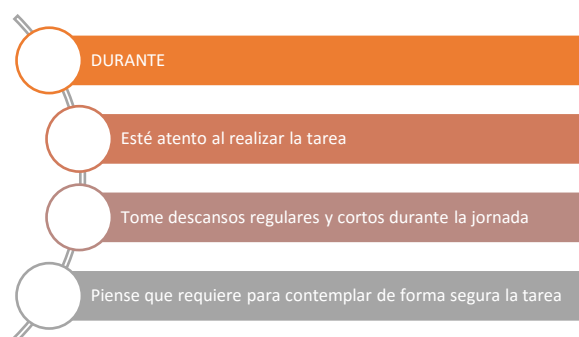 DURANTE
Esté atento al realizar la tarea
Tome descansos regulares y cortos durante la jornada
Piense que requiere para contemplar de forma segura la tarea